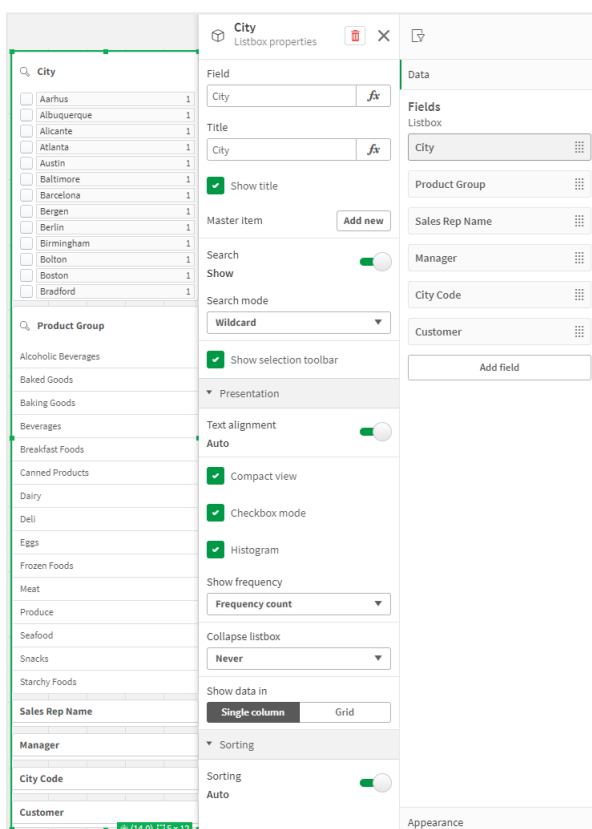 City
Aarhus 1
Albuquerque 1
Alicante 1
Atlanta 1
Austin 1
Baltimore 1
Barcelona 1
Bergen 1
Berlin 1
Birmingham 1
Bolton 1
Boston 1
Bradford 1
Product Group
Alcoholic Beverages
Baked Goods
Baking Goods
Beverages
Breakfast Foods
Canned Products
Dairy
Deli
Eggs
Frozen Foods
Meat
Produce
Seafood
Snacks
Starchy Foods
Sales Rep Name
Manager
City Code
Customer
City
Listbox properties
Field
City fx
Title
City fx
Show title
Master item Add new
Search
Show
Search mode
Wildcard
Show selection toolbar
Presentation
Text alignment
Auto
Compact view
Checkbox mode
Histogram
Show frequency
Frequency count
Collapse listbox
Never
Show data in
Single column Grid
Sorting
Sorting
Auto
Data
Fields
Listbox
City
Product Group
Sales Rep Name
Manager
City Code
Customer
Add field
Appearance